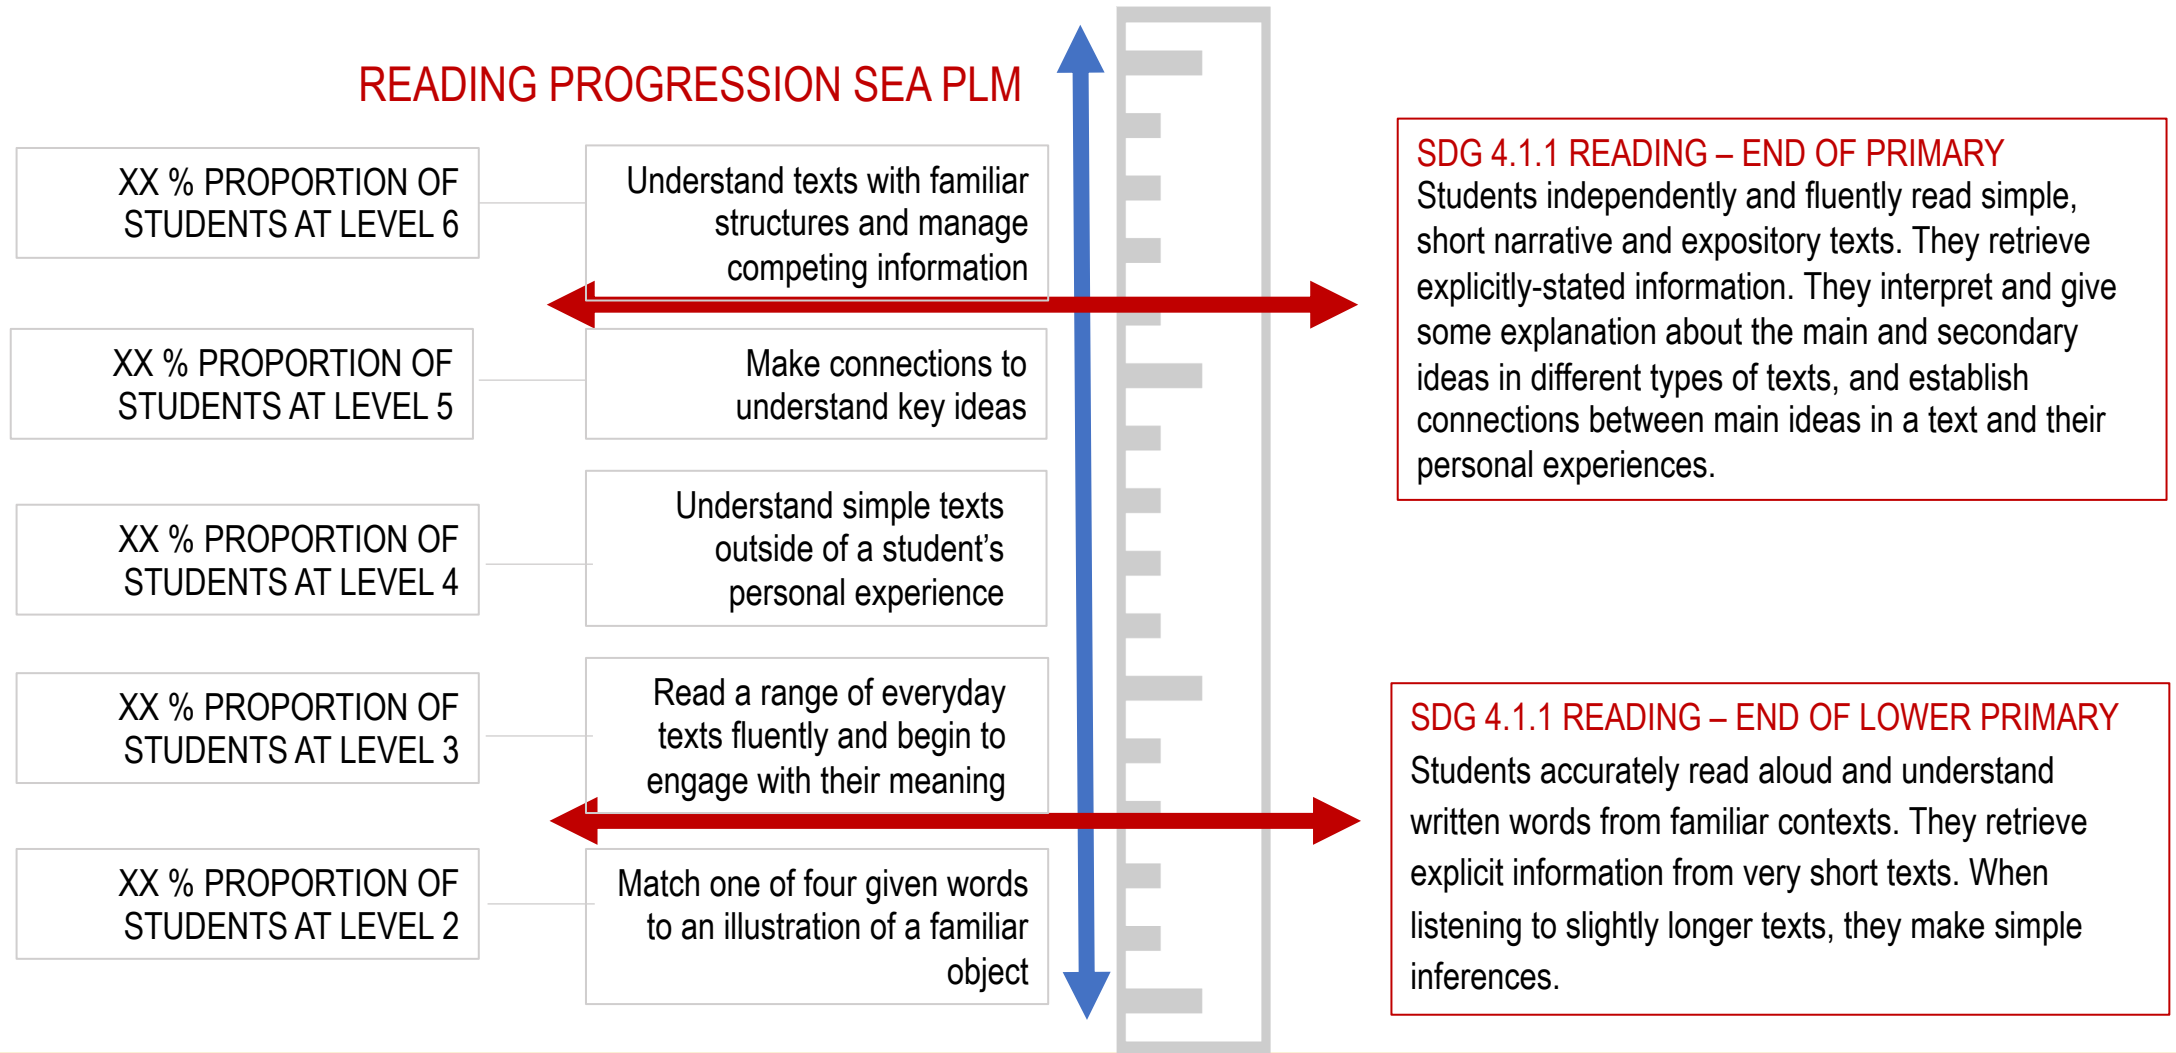 READING PROGRESSION SEA PLM
XX % PROPORTION OF
STUDENTS AT LEVEL 6
Understand texts with familiar
structures and manage
competing information
XX % PROPORTION OF
STUDENTS AT LEVEL 5
Make connections to
understand key ideas
XX % PROPORTION OF
STUDENTS AT LEVEL 4
Understand simple texts
outside of a student’s
personal experience
XX % PROPORTION OF
STUDENTS AT LEVEL 3
Read a range of everyday
texts fluently and begin to
engage with their meaning
XX % PROPORTION OF
STUDENTS AT LEVEL 2
Match one of four given words
to an illustration of a familiar
object
SDG 4.1.1 READING – END OF PRIMARY
Students independently and fluently read simple,
short narrative and expository texts. They retrieve
explicitly-stated information. They interpret and give
some explanation about the main and secondary
ideas in different types of texts, and establish
connections between main ideas in a text and their
personal experiences.
SDG 4.1.1 READING – END OF LOWER PRIMARY
Students accurately read aloud and understand
written words from familiar contexts. They retrieve
explicit information from very short texts. When
listening to slightly longer texts, they make simple
inferences.